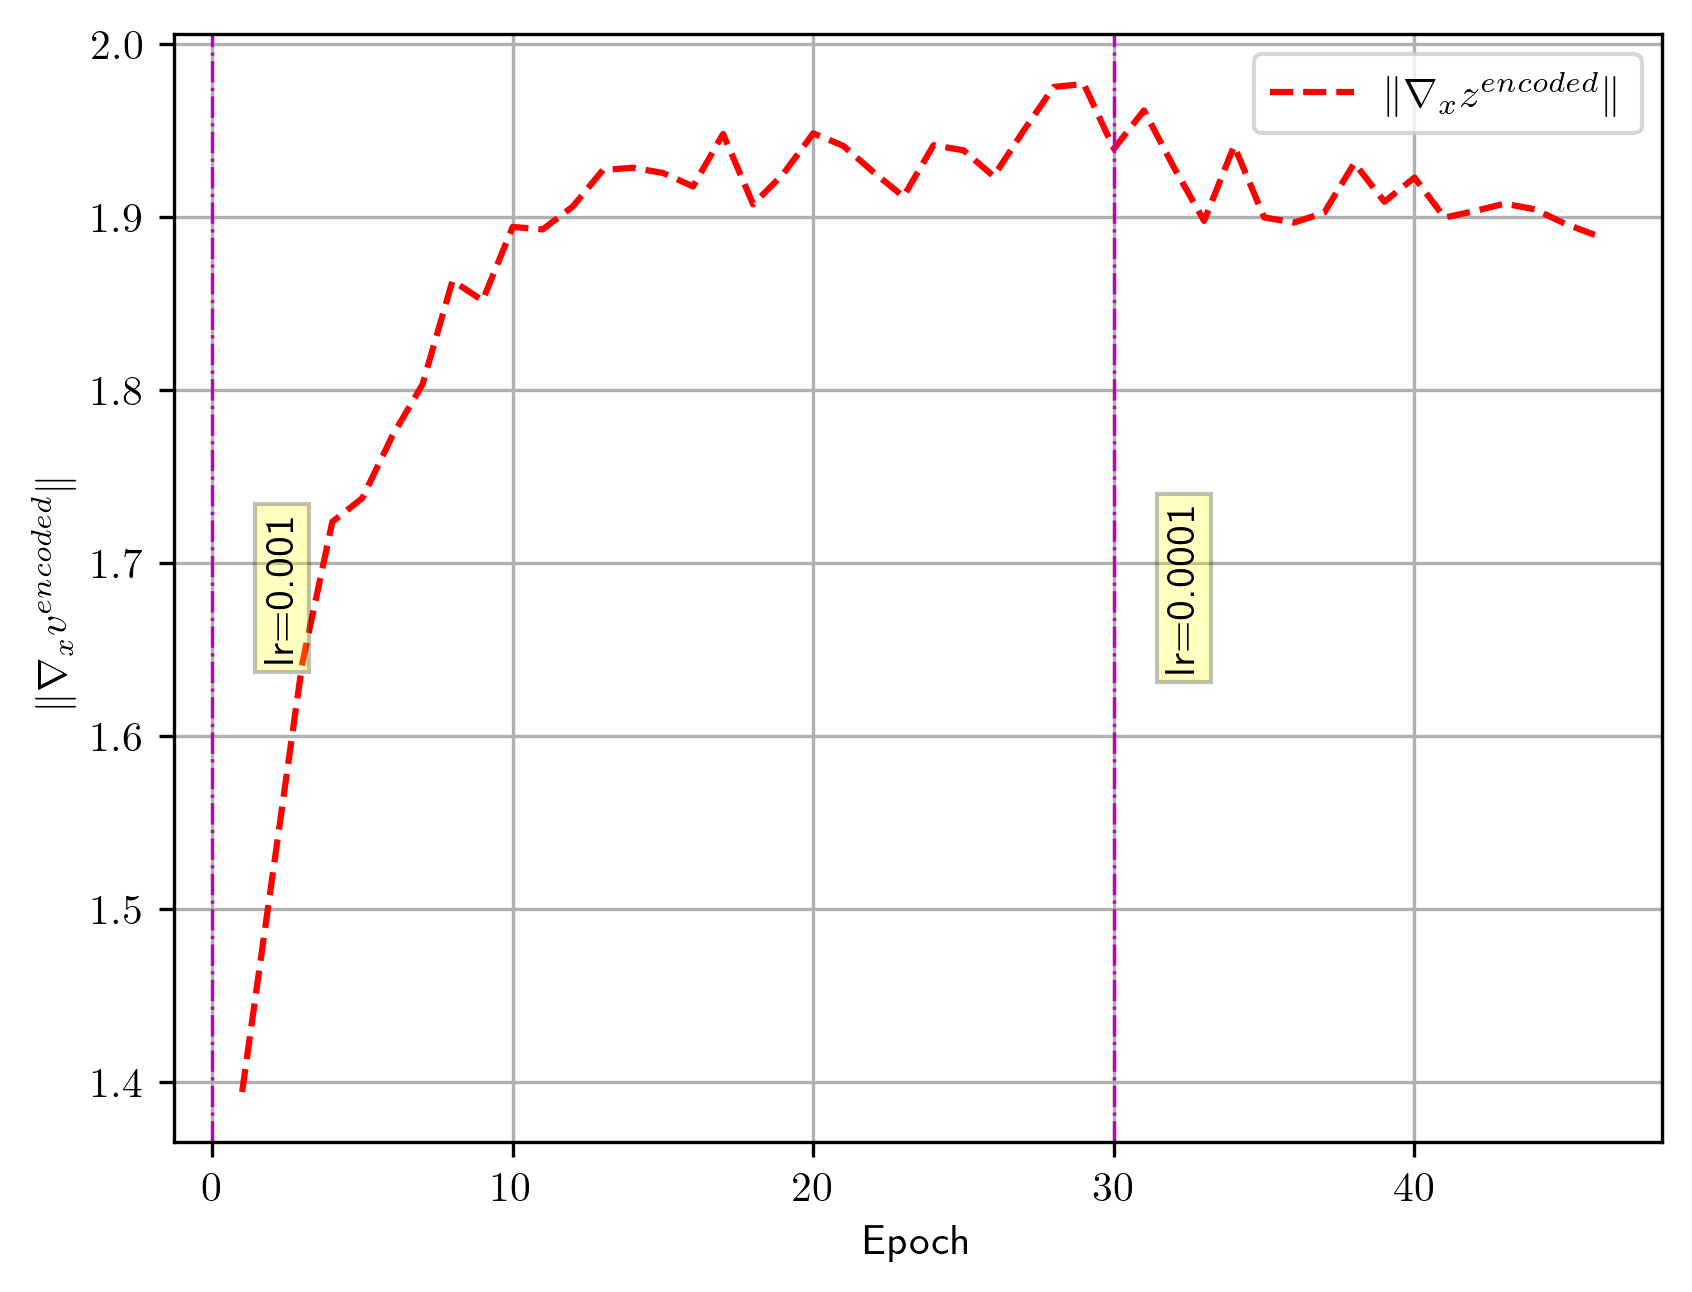 2.0
1.9
1.8
1.7
1.6
1.5
1.4
‖∇ₓv^{encoded}‖
‖∇ₓz^{encoded}‖
lr=0.001
lr=0.0001
0 10 20 30 40
Epoch